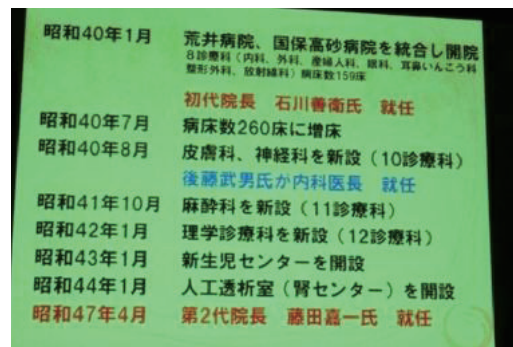 昭和40年1月 荒井病院、国保高砂病院を統合し開院
8診療科（内科、外科、産婦人科、眼科、耳鼻いんこう科
整形外科、放射線科）病床数159床
初代院長 石川善衛氏 就任
昭和40年7月 病床数260床に増床
昭和40年8月 皮膚科、神経科を新設（10診療科）
後藤武男氏が内科医長 就任
昭和41年10月 麻酔科を新設（11診療科）
昭和42年1月 理学診療科を新設（12診療科）
昭和43年1月 新生児センターを開設
昭和44年1月 人工透析室（腎センター）を開設
昭和47年4月 第2代院長 藤田嘉一氏 就任